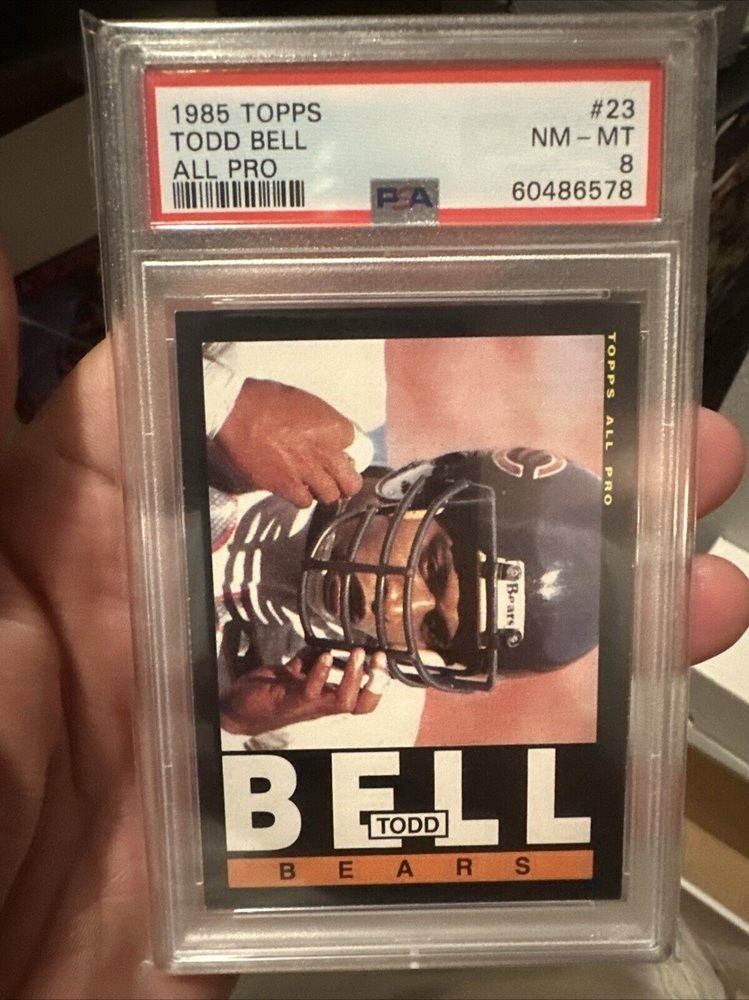 1985 TOPPS #23
TODD BELL NM - MT
ALL PRO 8
PSA 60486578
TOPPS ALL PRO
Bears
BELL
TODD
BEARS